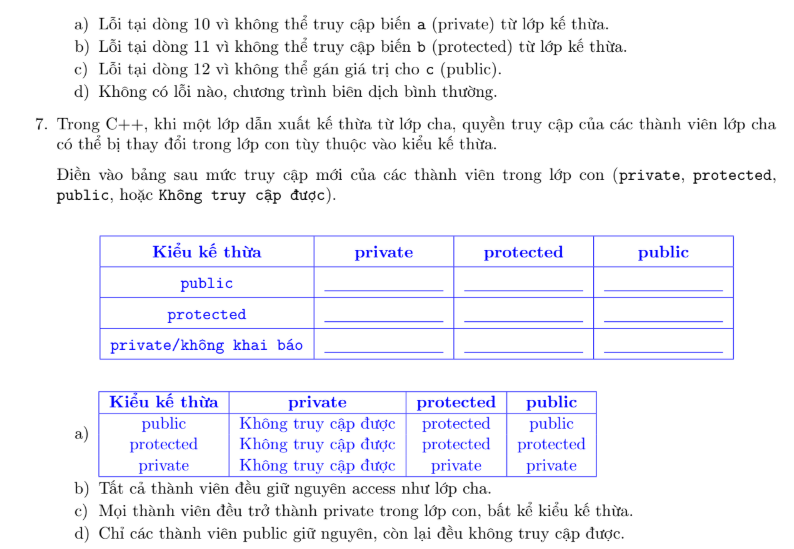 a) Lỗi tại dòng 10 vì không thể truy cập biến a (private) từ lớp kế thừa.
b) Lỗi tại dòng 11 vì không thể truy cập biến b (protected) từ lớp kế thừa.
c) Lỗi tại dòng 12 vì không thể gán giá trị cho c (public).
d) Không có lỗi nào, chương trình biên dịch bình thường.
7. Trong C++, khi một lớp dẫn xuất kế thừa từ lớp cha, quyền truy cập của các thành viên lớp cha
có thể bị thay đổi trong lớp con tùy thuộc vào kiểu kế thừa.
Điền vào bảng sau mức truy cập mới của các thành viên trong lớp con (private, protected,
public, hoặc Không truy cập được).
Kiểu kế thừa private protected public
public
protected
private/không khai báo
a)
Kiểu kế thừa private protected public
public Không truy cập được protected public
protected Không truy cập được protected protected
private Không truy cập được private private
b) Tất cả thành viên đều giữ nguyên access như lớp cha.
c) Mọi thành viên đều trở thành private trong lớp con, bất kể kiểu kế thừa.
d) Chỉ các thành viên public giữ nguyên, còn lại đều không truy cập được.